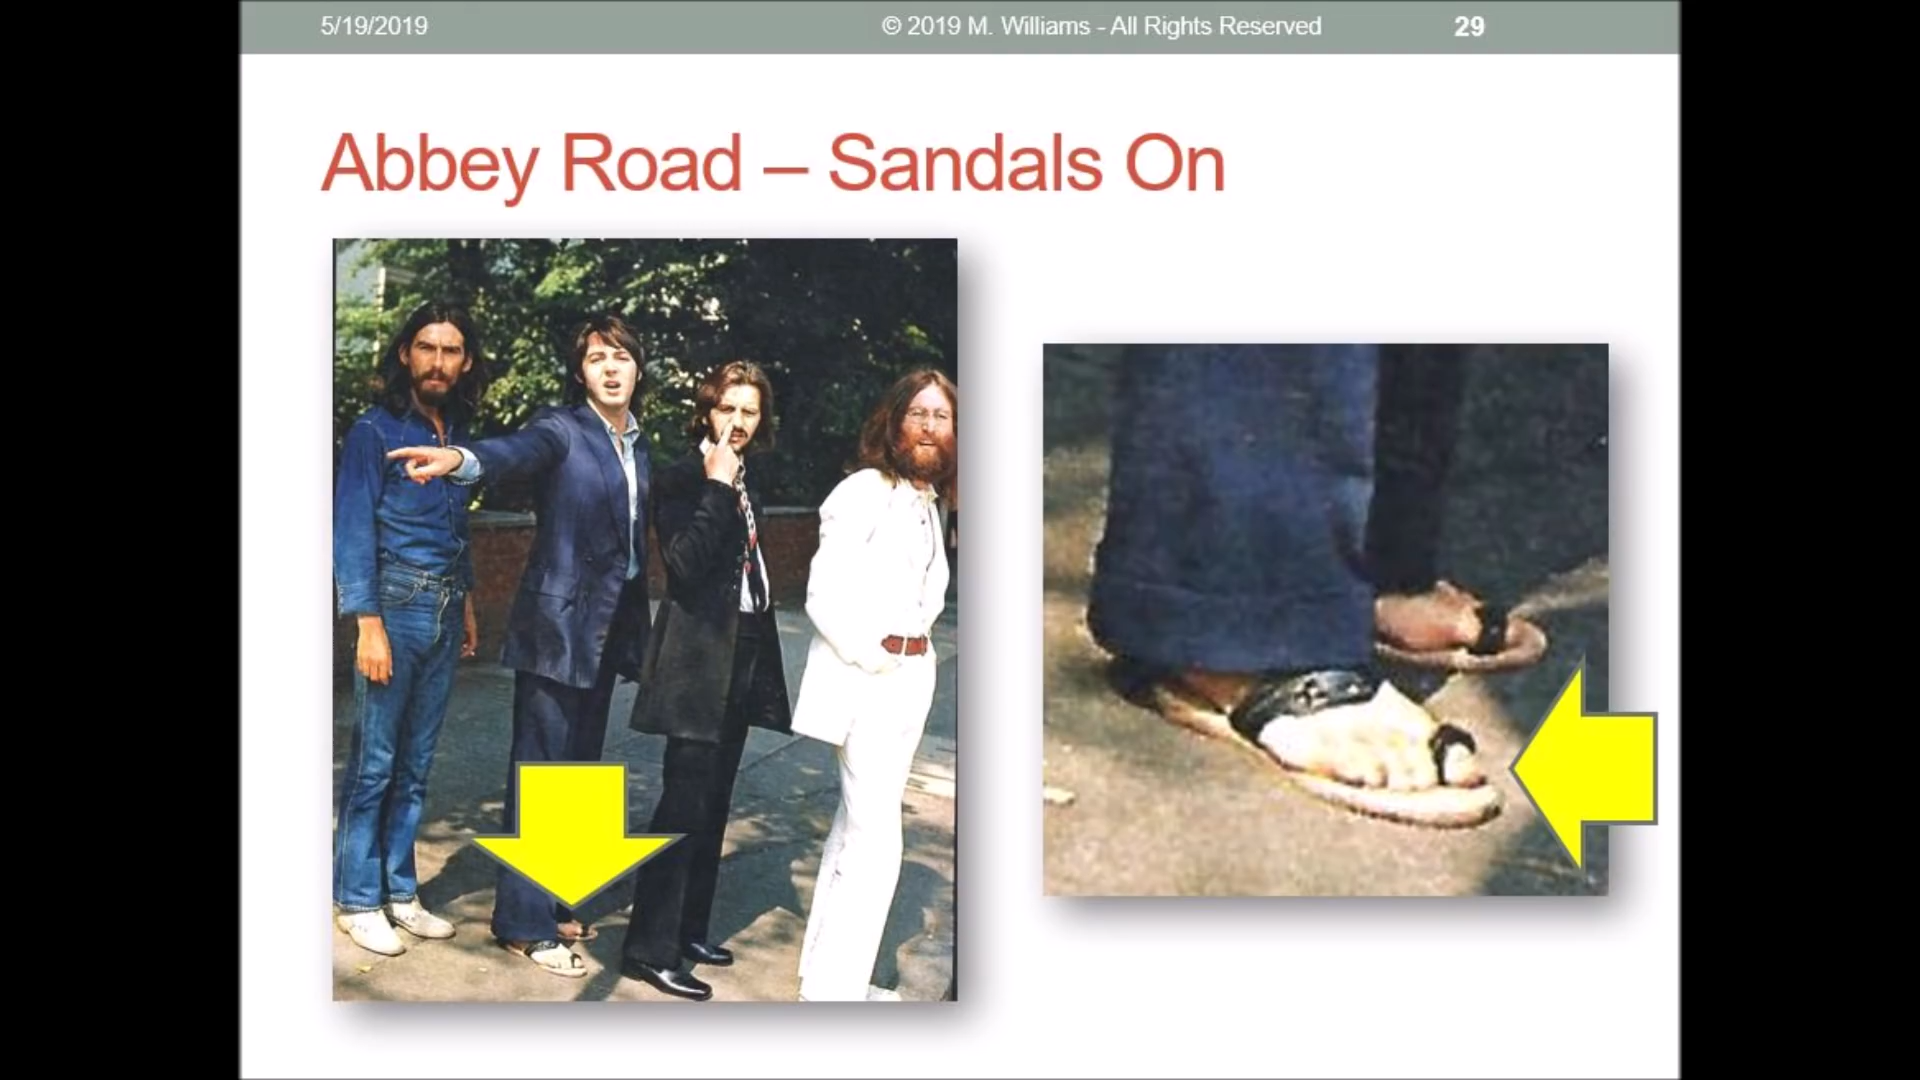 5/19/2019
© 2019 M. Williams - All Rights Reserved
29
Abbey Road – Sandals On